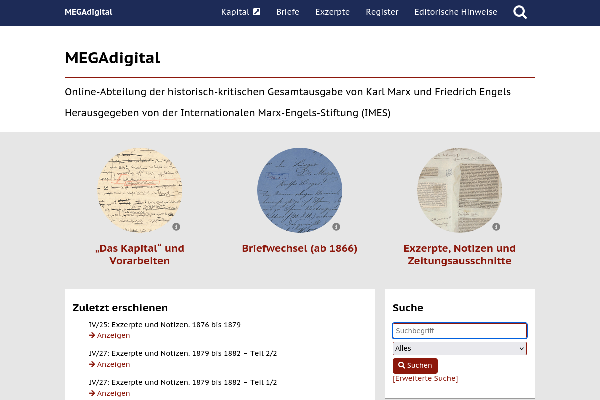 MEGAdigital
Kapital
Briefe
Exzerpte
Register
Editorische Hinweise
MEGAdigital
Online-Abteilung der historisch-kritischen Gesamtausgabe von Karl Marx und Friedrich Engels
Herausgegeben von der Internationalen Marx-Engels-Stiftung (IMES)
„Das Kapital“ und
Vorarbeiten
Briefwechsel (ab 1866)
Exzerpte, Notizen und
Zeitungsausschnitte
Zuletzt erschienen
IV/25: Exzerpte und Notizen. 1876 bis 1879
Anzeigen
IV/27: Exzerpte und Notizen. 1879 bis 1882 – Teil 2/2
Anzeigen
IV/27: Exzerpte und Notizen. 1879 bis 1882 – Teil 1/2
Anzeigen
Suche
Suchbegriff
Alles
Suchen
[Erweiterte Suche]